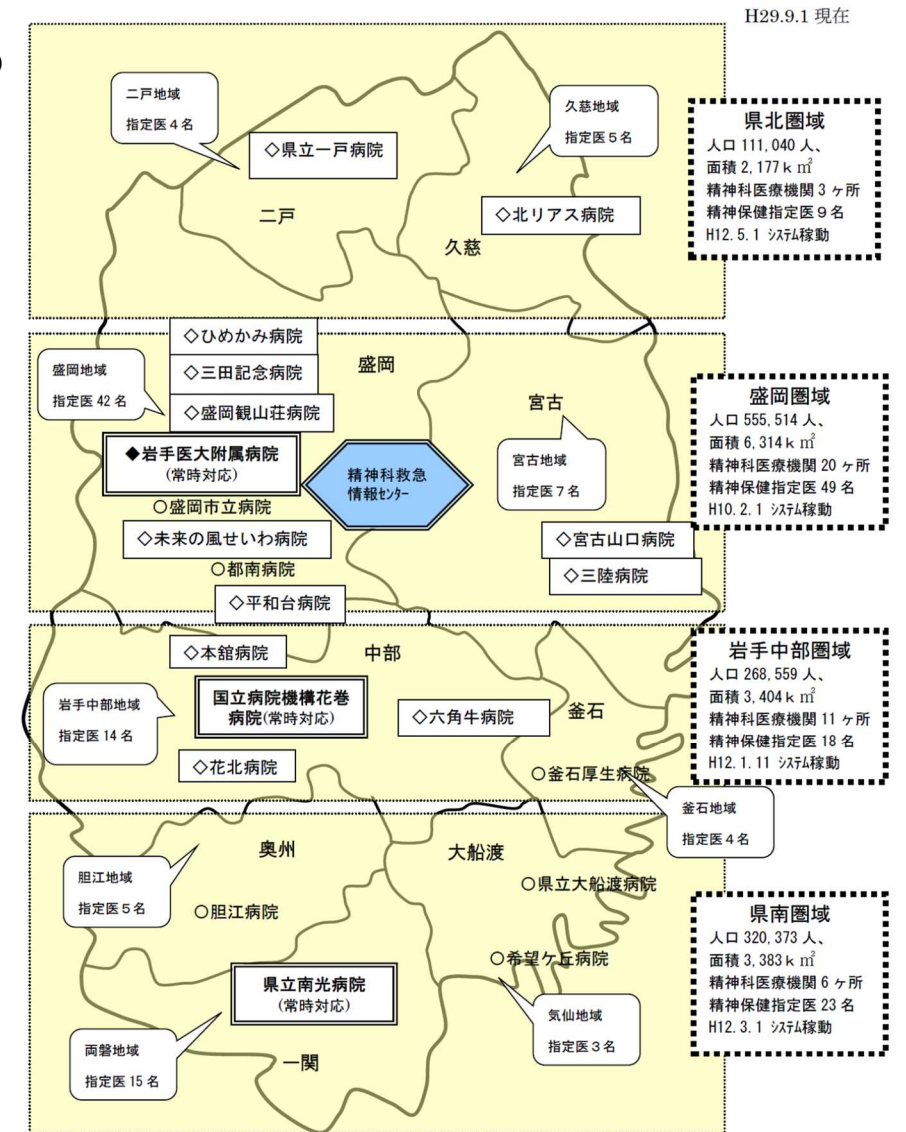 H29.9.1 現在
)
二戸地域
指定医４名
◇県立一戸病院
久慈地域
指定医５名
二戸
◇北リアス病院
久慈
県北圏域
人口 111,040 人、
面積 2,177ｋ㎡
精神科医療機関 3 ヶ所
精神保健指定医９名
H12.5.1 ｼｽﾃﾑ稼動
◇ひめかみ病院
盛岡
◇三田記念病院
盛岡地域
指定医 42 名
◇盛岡観山荘病院
宮古
◆岩手医大附属病院
(常時対応)
精神科救急
情報ｾﾝﾀｰ
宮古地域
指定医７名
○盛岡市立病院
◇未来の風せいわ病院
◇宮古山口病院
○都南病院
◇三陸病院
◇平和台病院
盛岡圏域
人口 555,514 人、
面積 6,314ｋ㎡
精神科医療機関 20 ヶ所
精神保健指定医 49 名
H10.2.1 ｼｽﾃﾑ稼動
◇本舘病院
中部
岩手中部地域
指定医 14 名
国立病院機構花巻
病院(常時対応)
◇六角牛病院
釜石
◇花北病院
○釜石厚生病院
岩手中部圏域
人口 268,559 人、
面積 3,404ｋ㎡
精神科医療機関 11 ヶ所
精神保健指定医 18 名
H12.1.11 ｼｽﾃﾑ稼動
釜石地域
指定医４名
奥州
大船渡
胆江地域
指定医５名
○県立大船渡病院
○胆江病院
○希望ケ丘病院
県立南光病院
(常時対応)
気仙地域
指定医３名
両磐地域
指定医 15 名
一関
県南圏域
人口 320,373 人、
面積 3,383ｋ㎡
精神科医療機関 6 ヶ所
精神保健指定医 23 名
H12.3.1 ｼｽﾃﾑ稼動